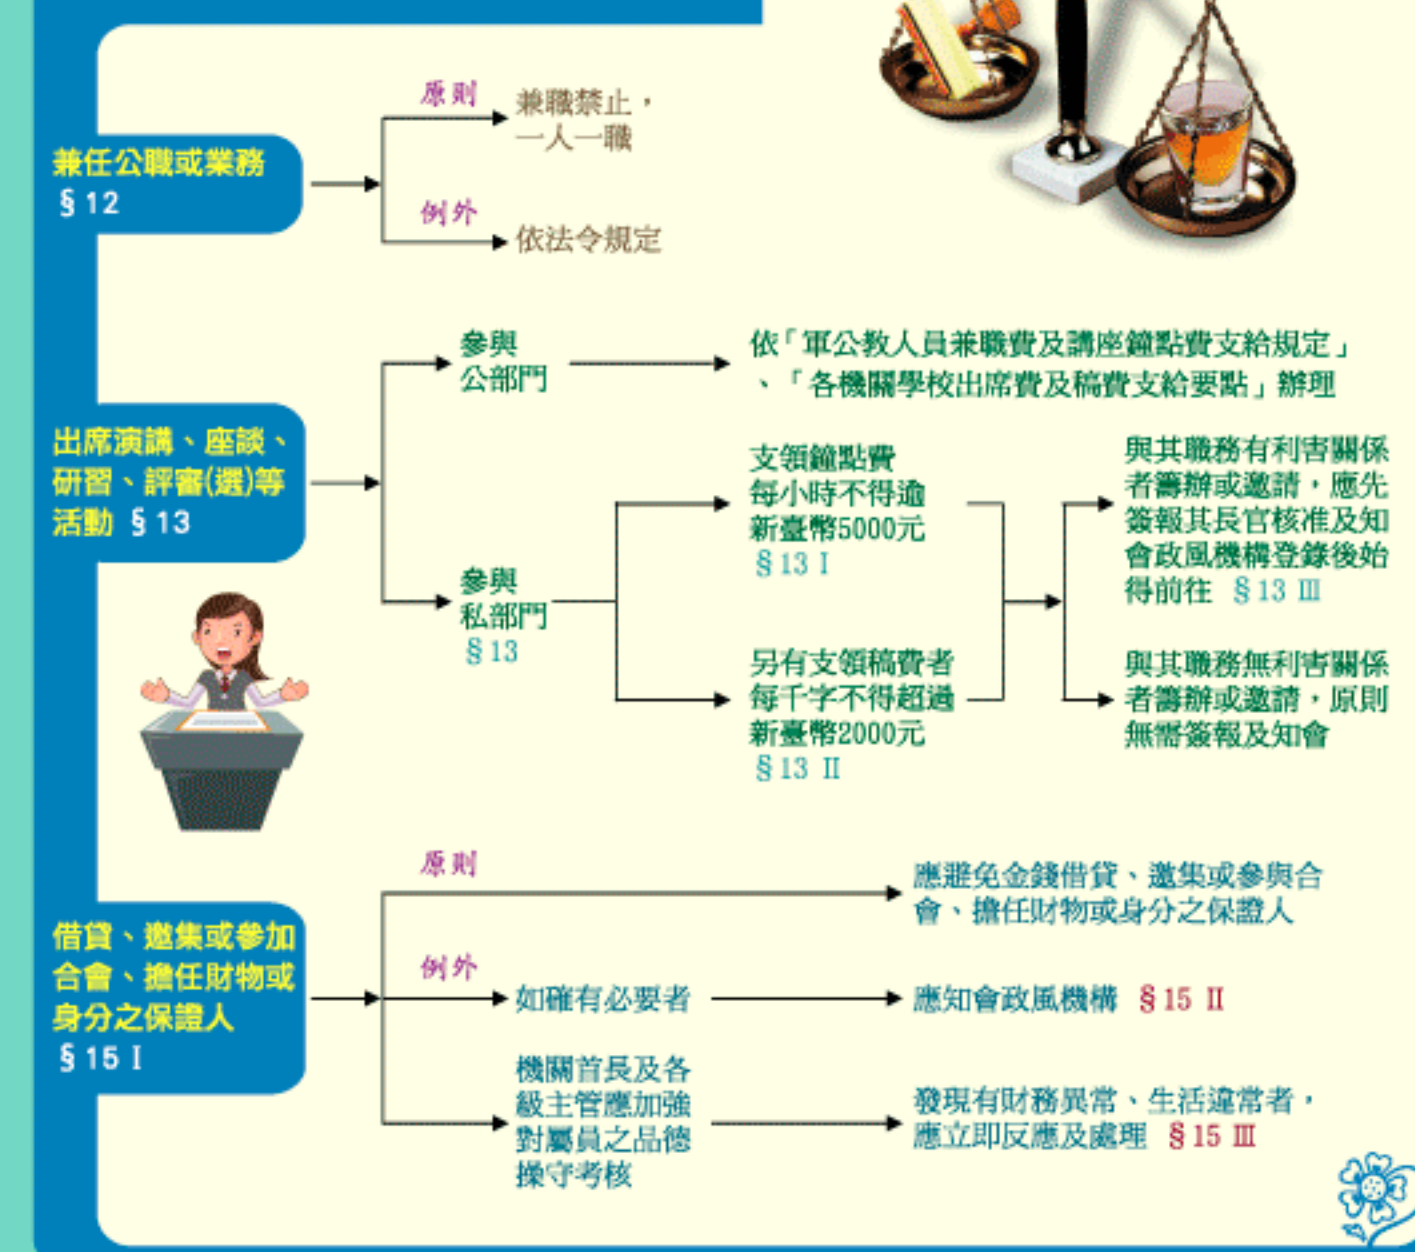 兼任公職或業務
§12
原則
兼職禁止，
一人一職
例外
依法令規定
出席演講、座談、
研習、評審(選)等
活動 §13
參與
公部門
依「軍公教人員兼職費及講座鐘點費支給規定」
、「各機關學校出席費及稿費支給要點」辦理
參與
私部門
§13
支領鐘點費
每小時不得逾
新臺幣5000元
§13 I
另有支領稿費者
每千字不得超過
新臺幣2000元
§13 II
與其職務有利害關係
者籌辦或邀請，應先
簽報其長官核准及知
會政風機構登錄後始
得前往 §13 III
與其職務無利害關係
者籌辦或邀請，原則
無需簽報及知會
借貸、邀集或參加
合會、擔任財物或
身分之保證人
§15 I
原則
應避免金錢借貸、邀集或參與合
會、擔任財物或身分之保證人
例外
如確有必要者
應知會政風機構 §15 II
機關首長及各
級主管應加強
對屬員之品德
操守考核
發現有財務異常、生活違常者，
應立即反應及處理 §15 III